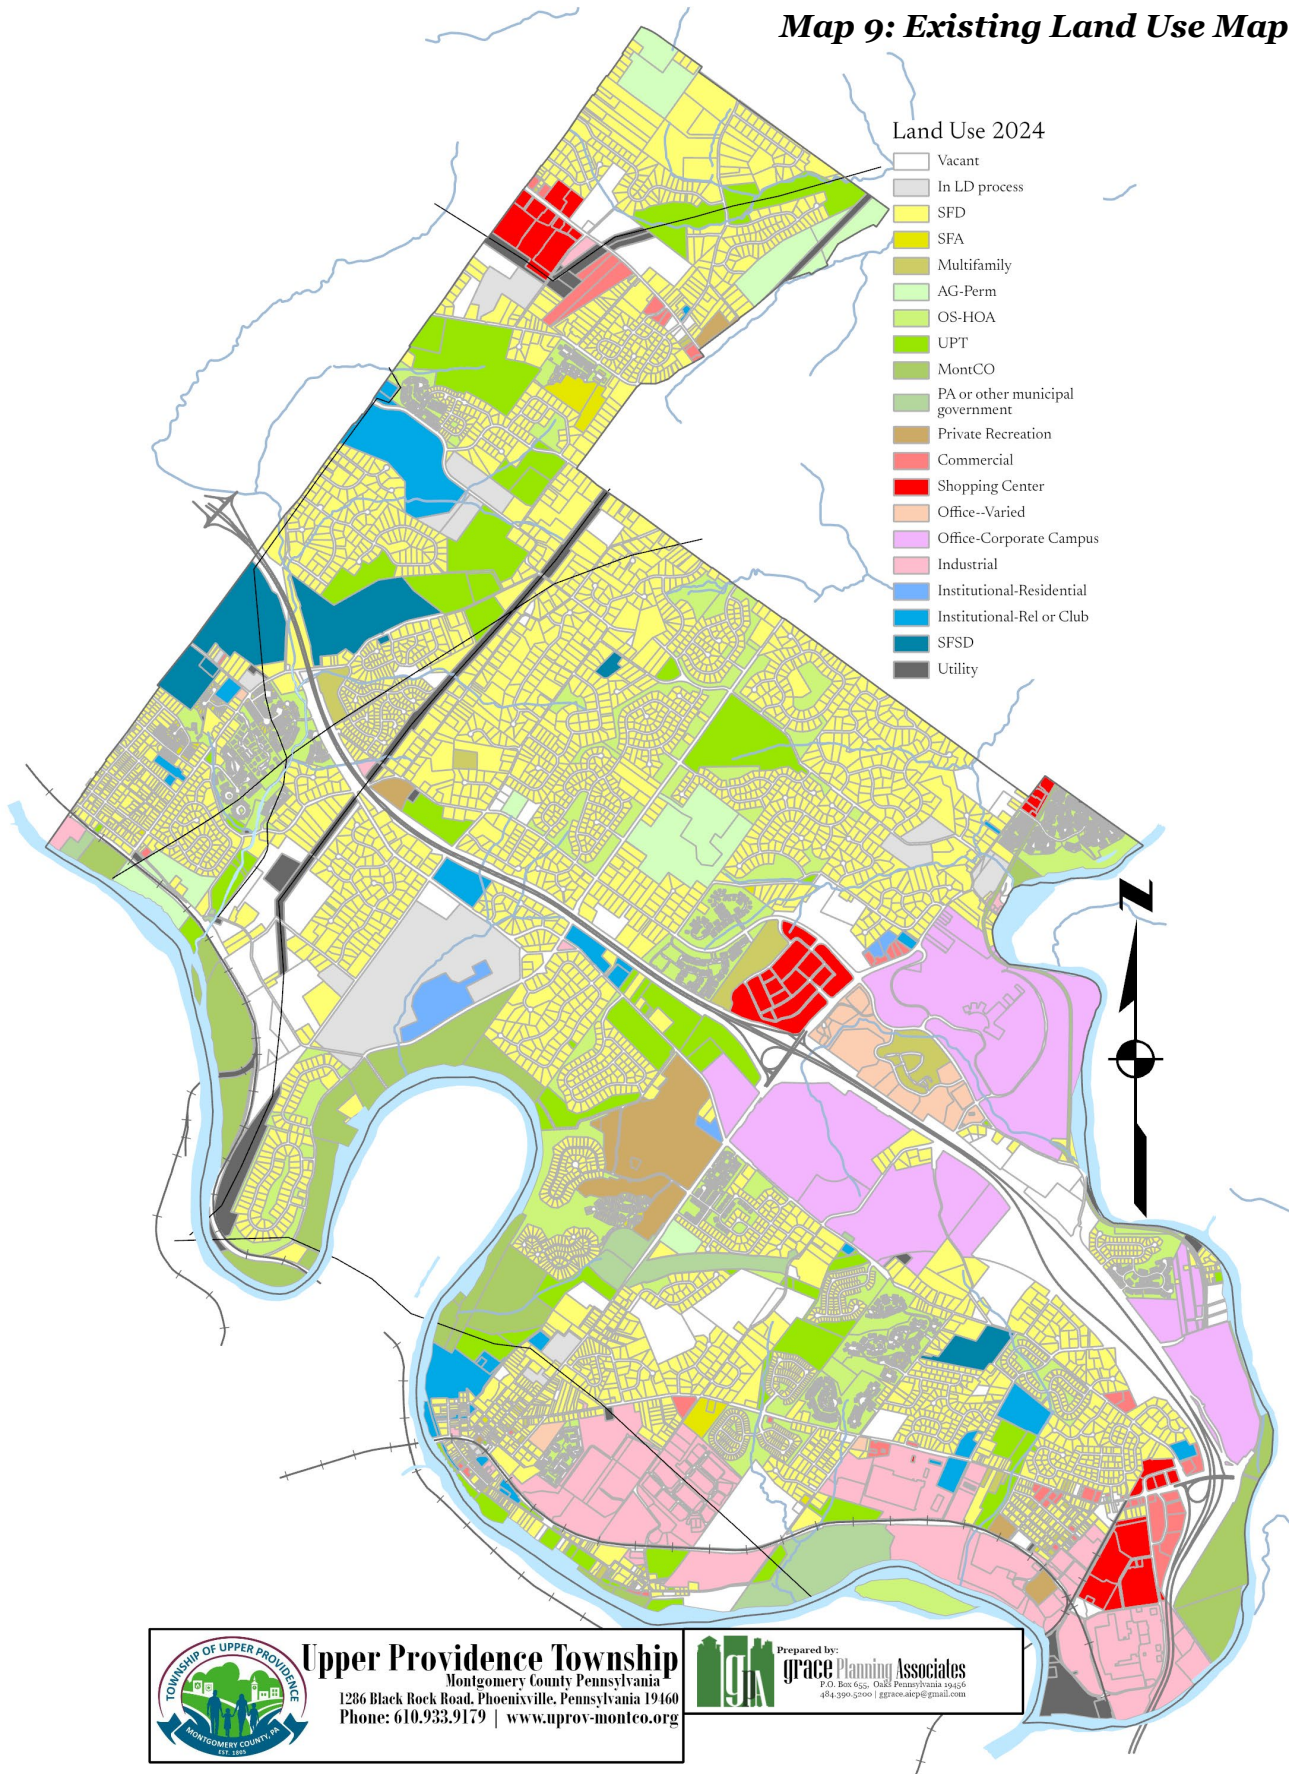 Map 9: Existing Land Use Map
Land Use 2024
Vacant
In LD process
SFD
SFA
Multifamily
AG-Perm
OS-HOA
UPT
MontCO
PA or other municipal
government
Private Recreation
Commercial
Shopping Center
Office--Varied
Office-Corporate Campus
Industrial
Institutional-Residential
Institutional-Rel or Club
SFSD
Utility
N
TOWNSHIP OF UPPER PROVIDENCE
MONTGOMERY COUNTY, PA
EST. 1805
Upper Providence Township
Montgomery County Pennsylvania
1286 Black Rock Road, Phoenixville, Pennsylvania 19460
Phone: 610.933.9179 | www.uprov-montco.org
gpA
Prepared by:
grace Planning Associates
P.O. Box 655, Oaks Pennsylvania 19456
484.390.5200 | ggrace.aicp@gmail.com